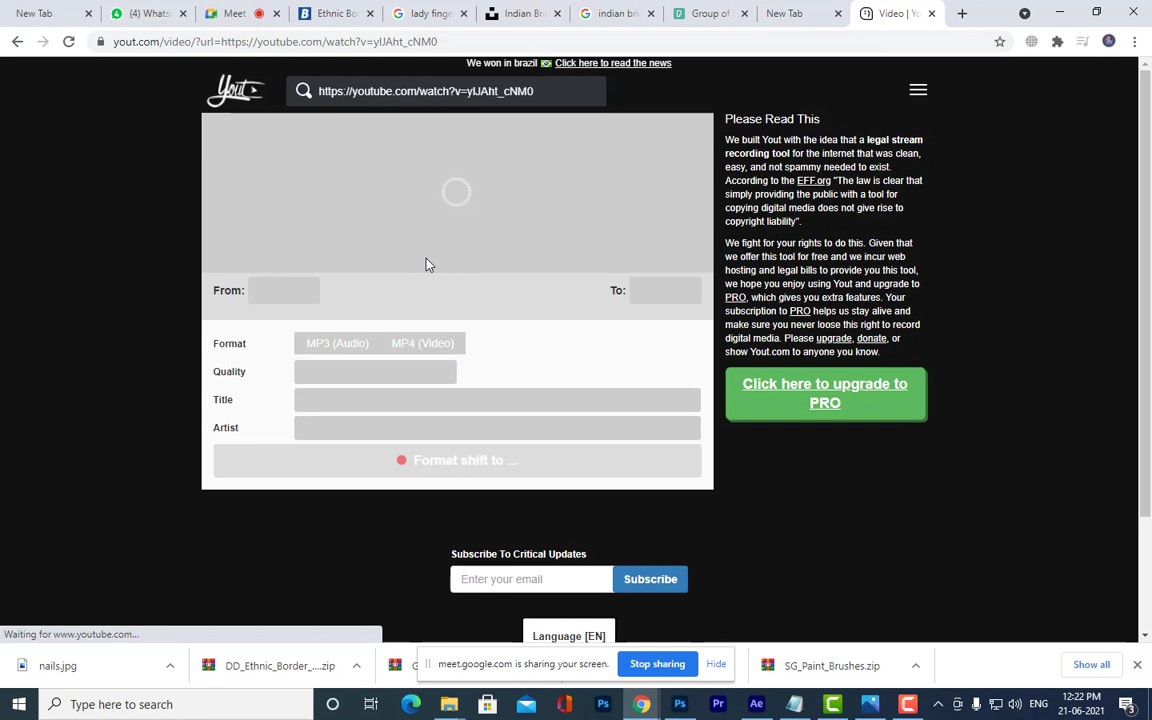 New Tab
(4) Whats
Meet
Ethnic Bo
lady finge
Indian Br
indian bri
Group of
New Tab
Video | Yo
yout.com/video/?url=https://youtube.com/watch?v=yIJAht_cNM0
We won in brazil Click here to read the news
Yout
https://youtube.com/watch?v=yIJAht_cNM0
Please Read This
We built Yout with the idea that a legal stream
recording tool for the internet that was clean,
easy, and not spammy needed to exist.
According to the EFF.org "The law is clear that
simply providing the public with a tool for
copying digital media does not give rise to
copyright liability".
We fight for your rights to do this. Given that
we offer this tool for free and we incur web
hosting and legal bills to provide you this tool,
we hope you enjoy using Yout and upgrade to
PRO, which gives you extra features. Your
subscription to PRO helps us stay alive and
make sure you never loose this right to record
digital media. Please upgrade, donate, or
show Yout.com to anyone you know.
Click here to upgrade to
PRO
From:
To:
Format
MP3 (Audio)
MP4 (Video)
Quality
Title
Artist
Format shift to ...
Subscribe To Critical Updates
Enter your email
Subscribe
Language [EN]
Waiting for www.youtube.com...
nails.jpg
DD_Ethnic_Border_....zip
G
meet.google.com is sharing your screen.
Stop sharing
Hide
SG_Paint_Brushes.zip
Show all
Type here to search
Ps
Ps
Pr
Ae
ENG
12:22 PM
21-06-2021
3